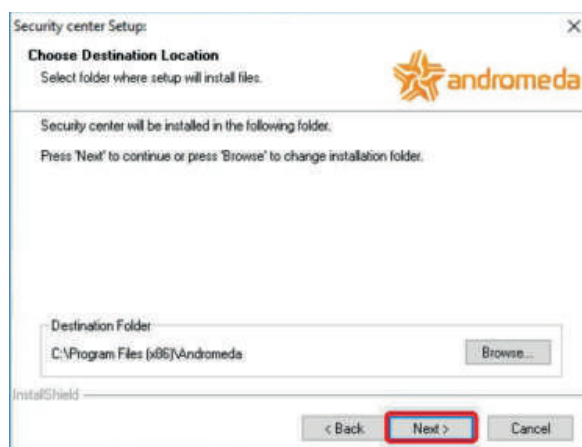 Security center Setup:
Choose Destination Location
Select folder where setup will install files.
andromeda
Security center will be installed in the following folder.
Press 'Next' to continue or press 'Browse' to change installation folder.
Destination Folder
C:\Program Files (x86)\Andromeda
Browse...
InstallShield
< Back
Next >
Cancel